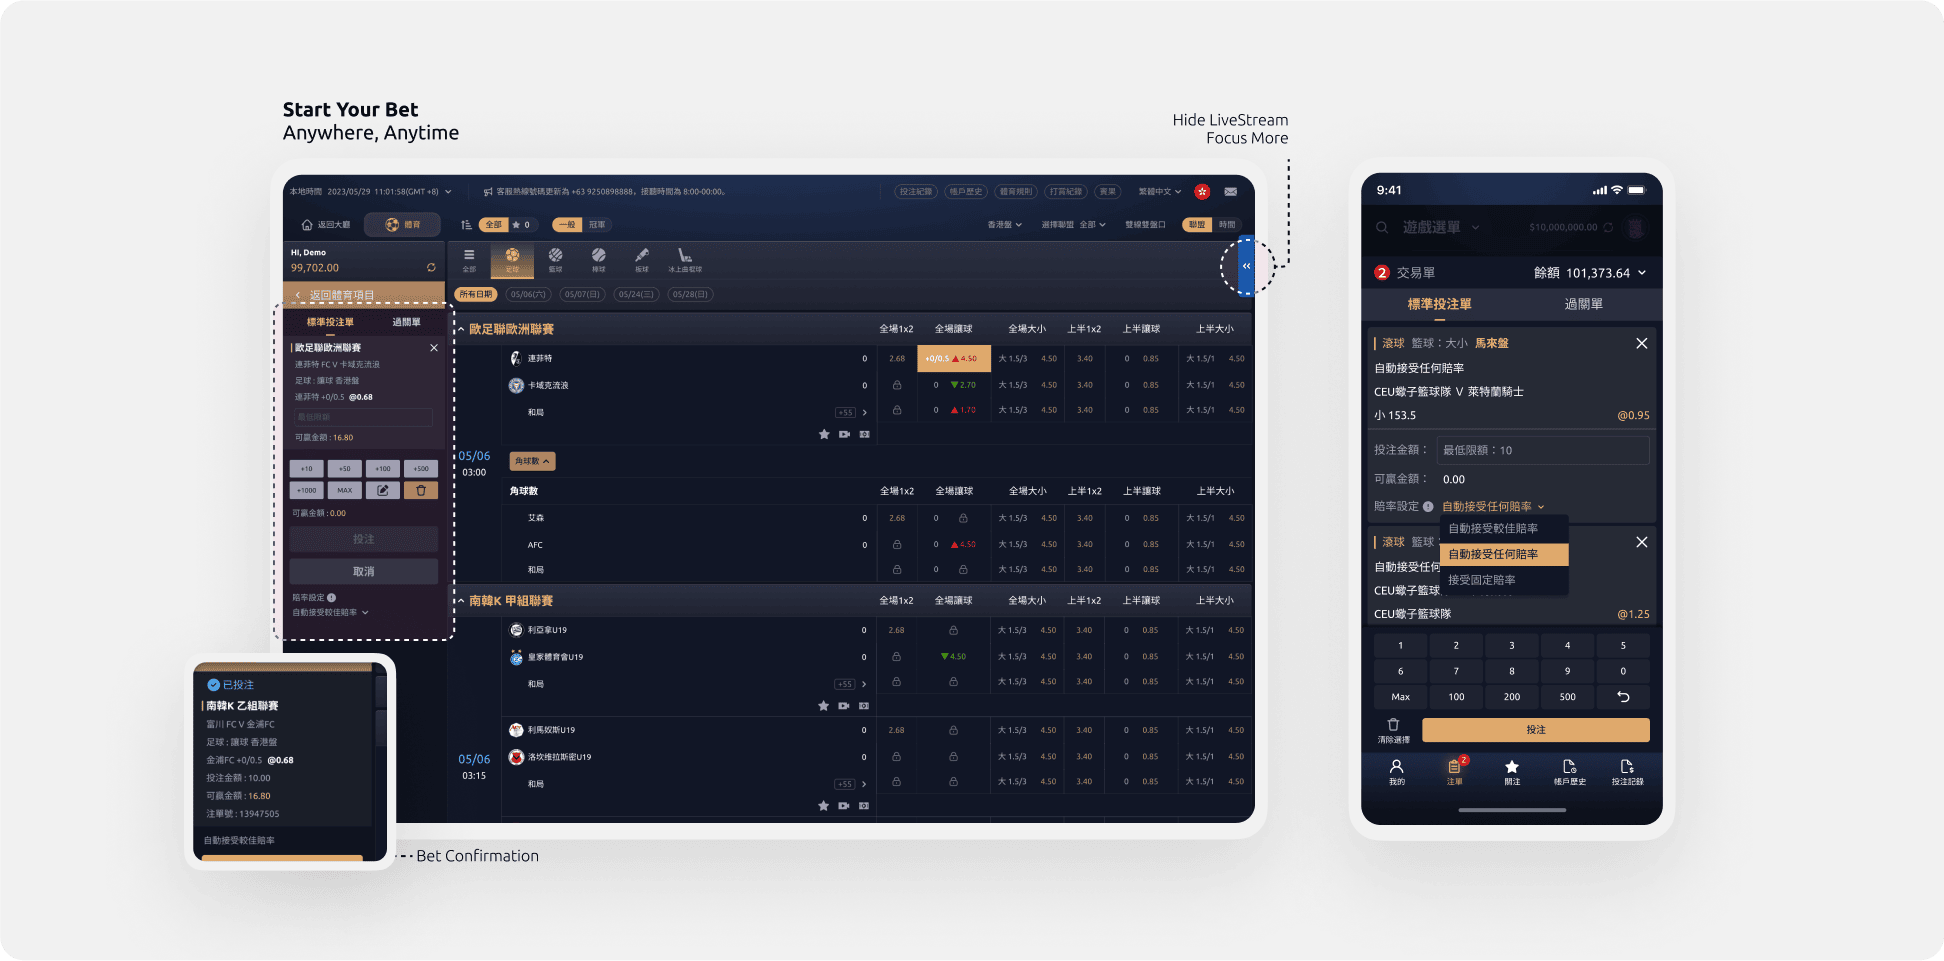 Start Your Bet
Anywhere, Anytime
Hide LiveStream
Focus More
本地時間 2023/05/29 11:01:58(GMT +8)
客服熱線號碼更新為 +63 9250898888，接聽時間為 8:00-00:00。
投注紀錄 帳戶歷史 體育規則 打賞紀錄 賽果 繁體中文
返回大廳 體育 全部 ★ 0 一般 冠軍 香港盤 選擇聯盟 全部 雙線雙盤口 聯盟 時間
Hi, Demo
99,702.00
全部 足球 籃球 棒球 板球 冰上曲棍球
返回體育項目
所有日期 05/06(六) 05/07(日) 05/24(三) 05/28(日)
標準投注單 過關單
歐足聯歐洲聯賽
連菲特 FC V 卡域克流浪
足球 : 讓球 香港盤
連菲特 +0/0.5 @0.68
最低限額
可贏金額 : 16.80
+10 +50 +100 +500
+1000 MAX
可贏金額 : 0.00
投注
取消
賠率設定
自動接受較佳賠率
歐足聯歐洲聯賽 全場1x2 全場讓球 全場大小 上半1x2 上半讓球 上半大小
連菲特 0 2.68 +0/0.5 ▲ 4.50 大 1.5/3 4.50 3.40 0 0.85 大 1.5/1 4.50
卡域克流浪 0 0 ▼2.70 大 1.5/3 4.50 3.40 0 0.85 大 1.5/1 4.50
和局 +55 0 ▲1.70 大 1.5/3 4.50 3.40 0 0.85 大 1.5/1 4.50
05/06
03:00
角球數
角球數 全場1x2 全場讓球 全場大小 上半1x2 上半讓球 上半大小
艾森 0 2.68 0 大 1.5/3 4.50 3.40 0 0.85 大 1.5/1 4.50
AFC 0 0 ▲4.50 大 1.5/3 4.50 3.40 0 0.85 大 1.5/1 4.50
和局 0 大 1.5/3 4.50 3.40 0 0.85 大 1.5/1 4.50
南韓K 甲組聯賽 全場1x2 全場讓球 全場大小 上半1x2 上半讓球 上半大小
利亞拿U19 0 2.68 大 1.5/3 4.50 3.40 0 0.85 大 1.5/1 4.50
皇家體育會U19 0 ▼4.50 大 1.5/3 4.50 3.40 0 0.85 大 1.5/1 4.50
和局 +55 大 1.5/3 4.50 3.40 0 0.85 大 1.5/1 4.50
利馬奴斯U19 0 2.68 大 1.5/3 4.50 3.40 0 0.85 大 1.5/1 4.50
05/06
03:15
洛坎維拉斯密U19 0 大 1.5/3 4.50 3.40 0 0.85 大 1.5/1 4.50
和局 +55 大 1.5/3 4.50 3.40 0 0.85 大 1.5/1 4.50
已投注
南韓K 乙組聯賽
富川 FC V 金浦FC
足球 : 讓球 香港盤
金浦FC +0/0.5 @0.68
投注金額 : 10.00
可贏金額 : 16.80
注單號 : 13947505
自動接受較佳賠率
Bet Confirmation
9:41
遊戲選單 $10,000,000.00
2 交易單 餘額 101,373.64
標準投注單 過關單
滾球 籃球：大小 馬來盤
自動接受任何賠率
CEU蠍子籃球隊 V 萊特蘭騎士
小 153.5 @0.95
投注金額： 最低限額：10
可贏金額： 0.00
賠率設定 自動接受任何賠率
自動接受較佳賠率
自動接受任何賠率
接受固定賠率
滾球 籃球
自動接受任何
CEU蠍子籃球
CEU蠍子籃球隊 @1.25
1 2 3 4 5
6 7 8 9 0
Max 100 200 500
清除選擇 投注
我的 注單 2 關注 帳戶歷史 投注記錄